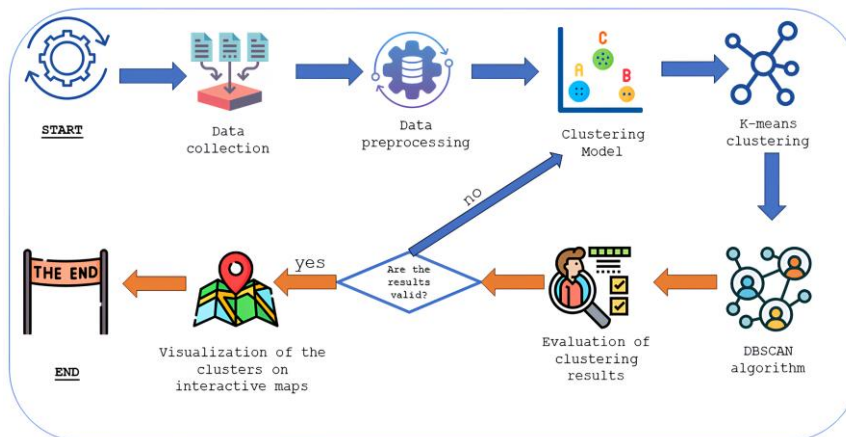 C
A
B
START
Data
collection
Data
preprocessing
Clustering
Model
K-means
clustering
no
yes
Are the
results
valid?
THE END
END
Visualization of the
clusters on
interactive maps
Evaluation of
clustering
results
DBSCAN
algorithm